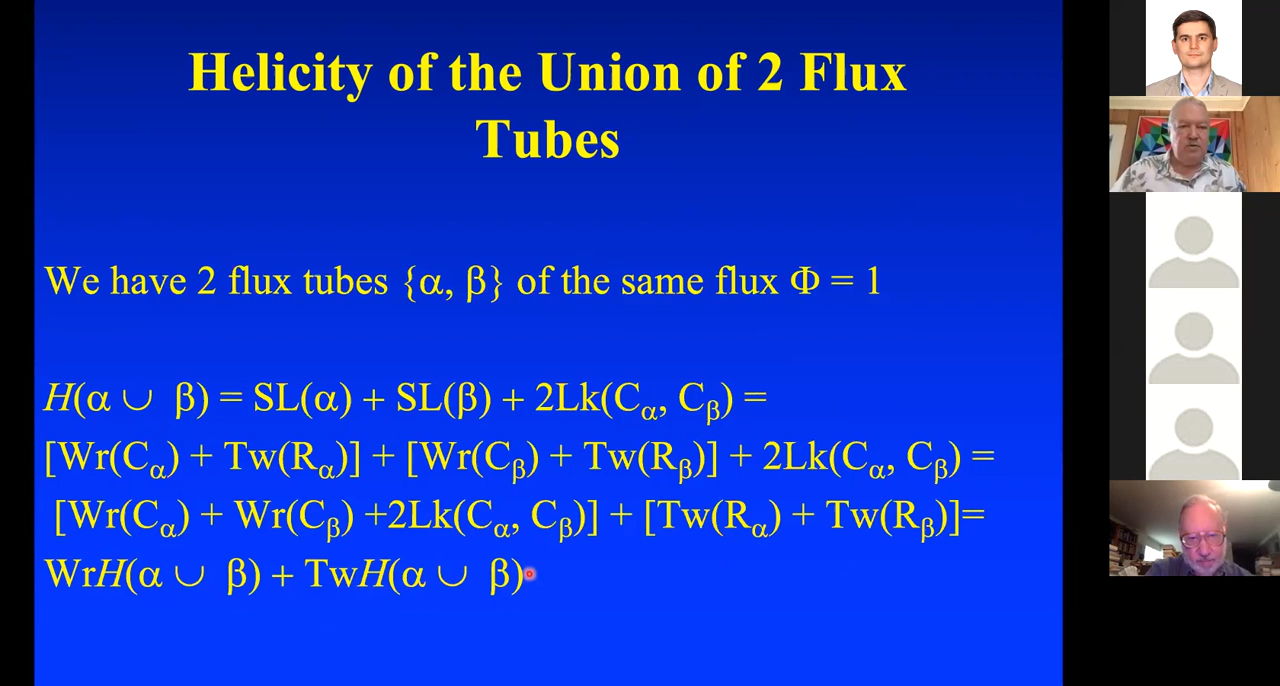 Helicity of the Union of 2 Flux
Tubes
We have 2 flux tubes {α, β} of the same flux Φ = 1
H(α ∪ β) = SL(α) + SL(β) + 2Lk(Cα, Cβ) =
[Wr(Cα) + Tw(Rα)] + [Wr(Cβ) + Tw(Rβ)] + 2Lk(Cα, Cβ) =
[Wr(Cα) + Wr(Cβ) +2Lk(Cα, Cβ)] + [Tw(Rα) + Tw(Rβ)]=
WrH(α ∪ β) + TwH(α ∪ β)